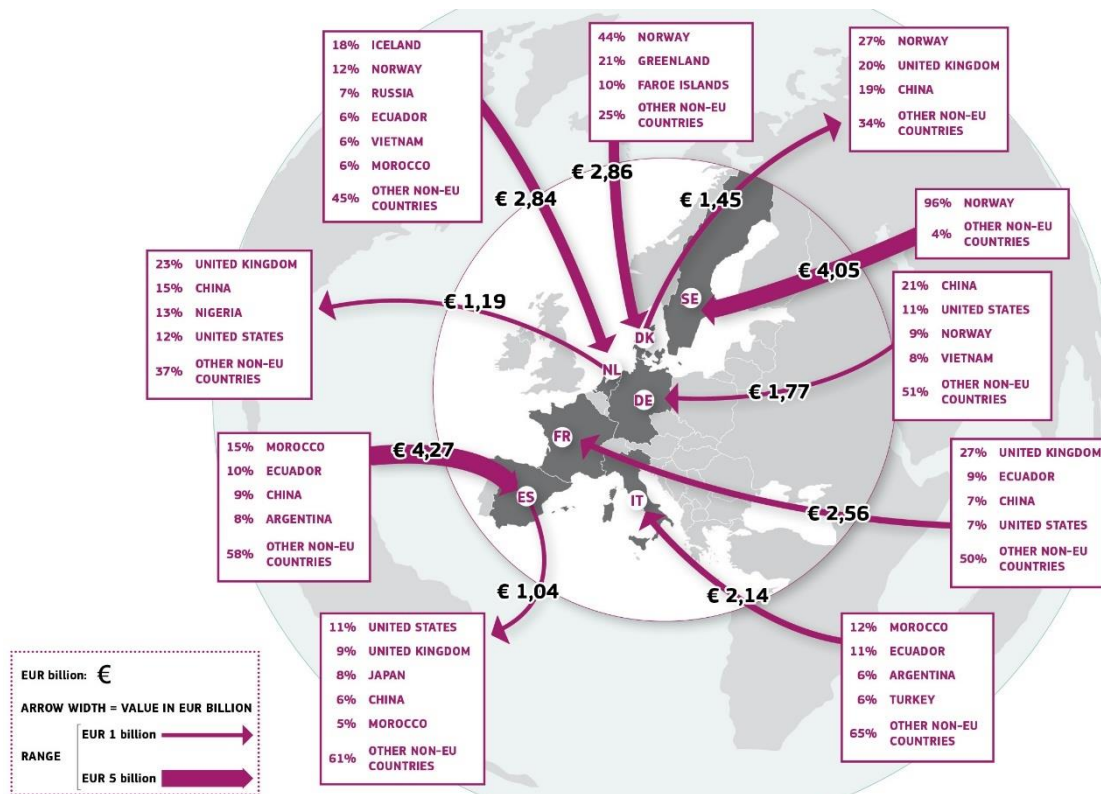 18% ICELAND
12% NORWAY
7% RUSSIA
6% ECUADOR
6% VIETNAM
6% MOROCCO
45% OTHER NON-EU
COUNTRIES
44% NORWAY
21% GREENLAND
10% FAROE ISLANDS
25% OTHER NON-EU
COUNTRIES
27% NORWAY
20% UNITED KINGDOM
19% CHINA
34% OTHER NON-EU
COUNTRIES
€ 2,84
€ 2,86
€ 1,45
96% NORWAY
4% OTHER NON-EU
COUNTRIES
€ 4,05
23% UNITED KINGDOM
15% CHINA
13% NIGERIA
12% UNITED STATES
37% OTHER NON-EU
COUNTRIES
€ 1,19
SE
DK
NL
DE
€ 1,77
21% CHINA
11% UNITED STATES
9% NORWAY
8% VIETNAM
51% OTHER NON-EU
COUNTRIES
15% MOROCCO
10% ECUADOR
9% CHINA
8% ARGENTINA
58% OTHER NON-EU
COUNTRIES
€ 4,27
FR
ES
IT
€ 2,56
27% UNITED KINGDOM
9% ECUADOR
7% CHINA
7% UNITED STATES
50% OTHER NON-EU
COUNTRIES
€ 1,04
€ 2,14
11% UNITED STATES
9% UNITED KINGDOM
8% JAPAN
6% CHINA
5% MOROCCO
61% OTHER NON-EU
COUNTRIES
12% MOROCCO
11% ECUADOR
6% ARGENTINA
6% TURKEY
65% OTHER NON-EU
COUNTRIES
EUR billion: €
ARROW WIDTH = VALUE IN EUR BILLION
RANGE
EUR 1 billion
EUR 5 billion